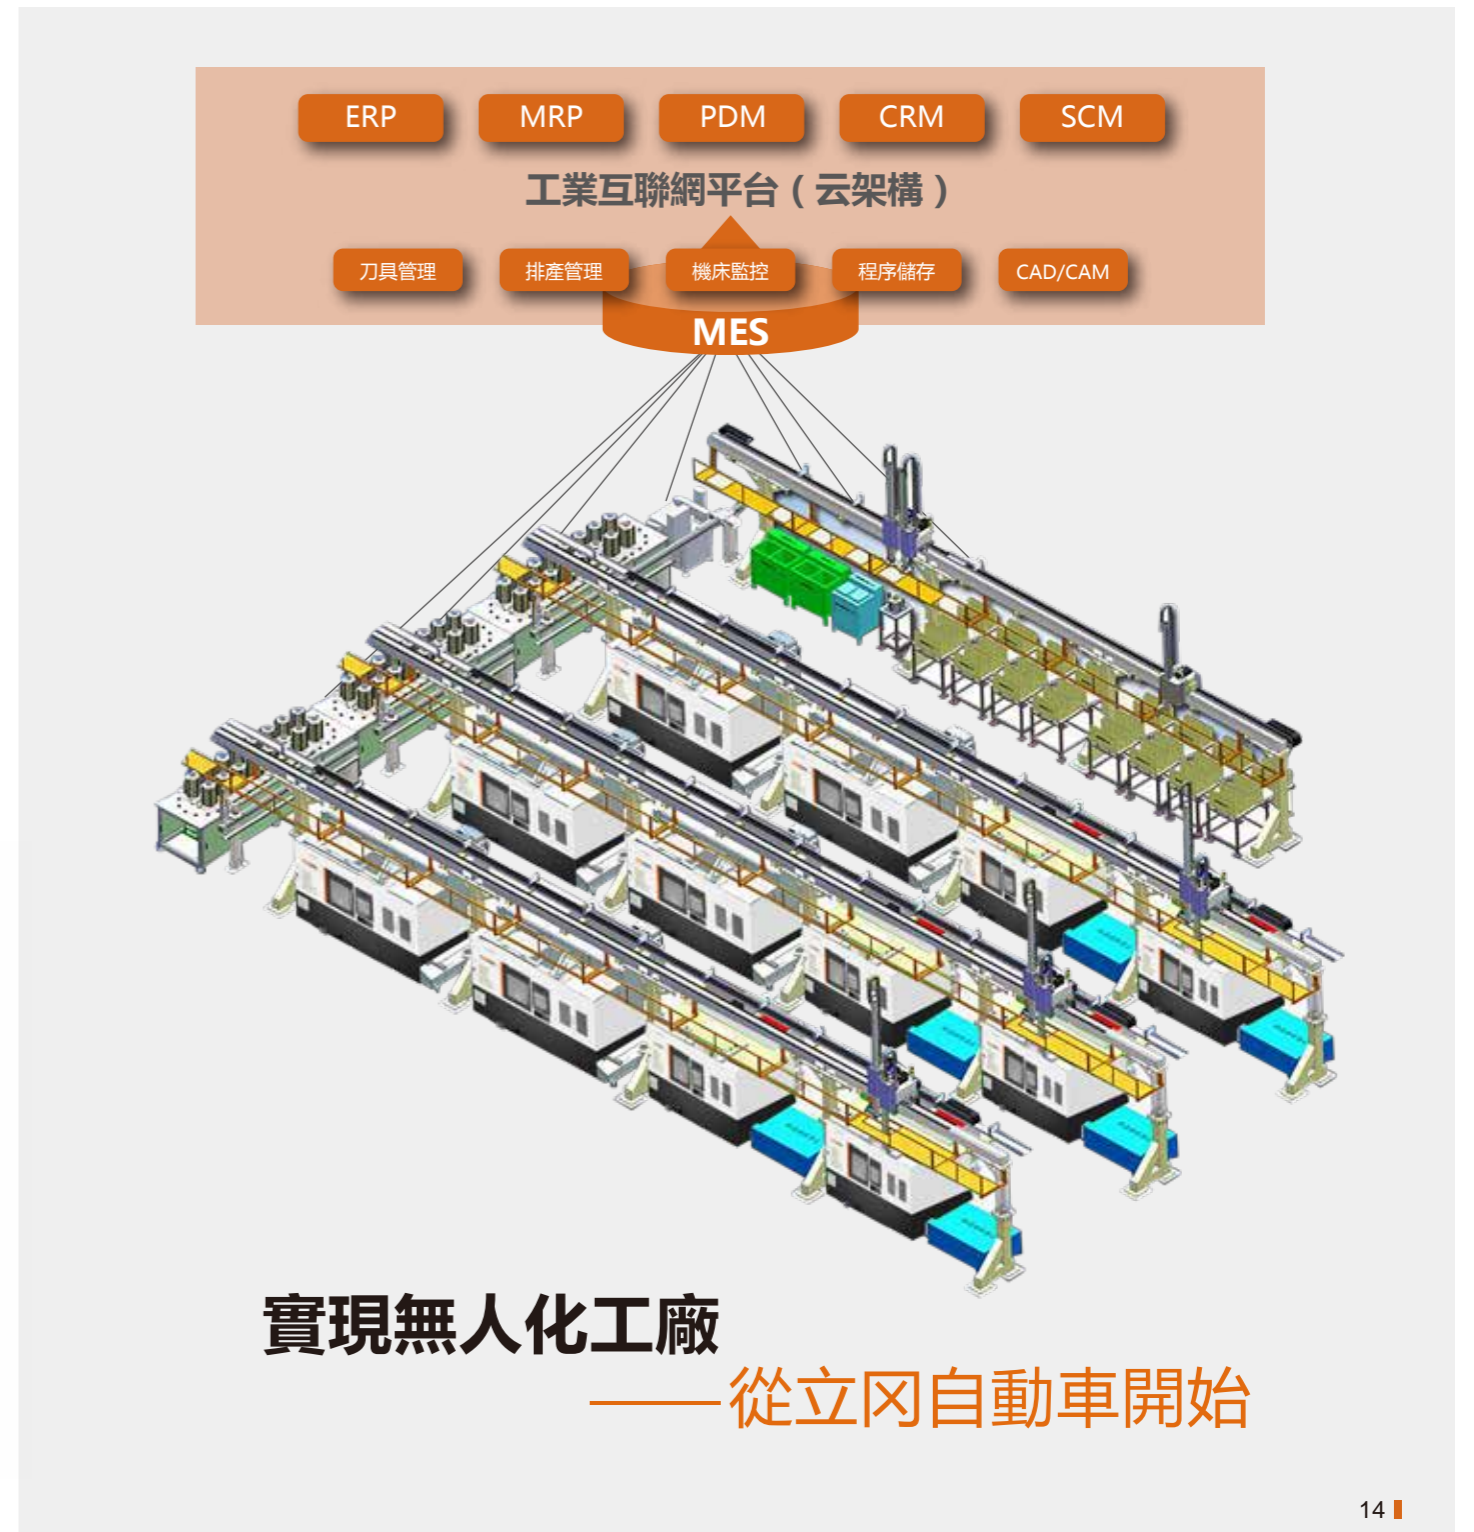 ERP MRP PDM CRM SCM
工業互聯網平台（云架構）
刀具管理 排產管理 機床監控 程序儲存 CAD/CAM
MES
實現無人化工廠
——從立冈自動車開始
14